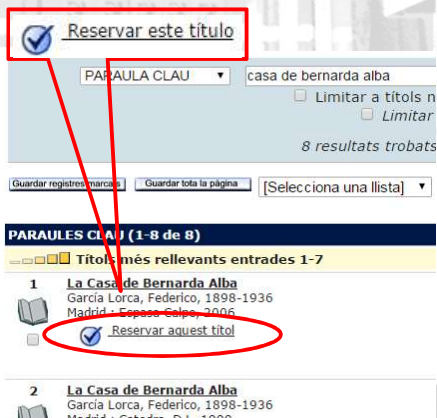 Reservar este título
PARAULA CLAU
casa de bernarda alba
Limitar a títols n
Limitar
8 resultats trobats
Guardar registres marcats
Guardar tota la pàgina
[Selecciona una llista]
PARAULES CLAU (1-8 de 8)
Títols més rellevants entrades 1-7
1 La Casa de Bernarda Alba
García Lorca, Federico, 1898-1936
Madrid : Espasa Calpe, 2006
Reservar aquest títol
2 La Casa de Bernarda Alba
García Lorca, Federico, 1898-1936
Madrid : Catedra, D.L. 1989